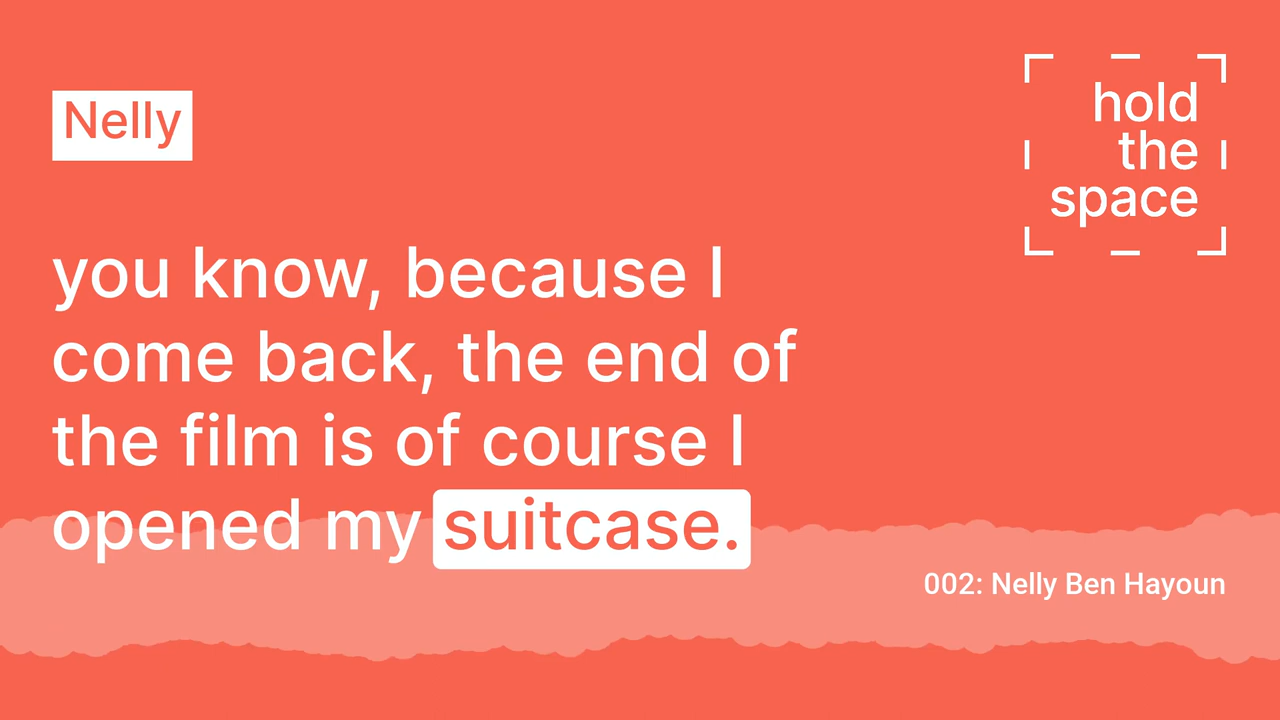 Nelly
hold
the
space
you know, because I
come back, the end of
the film is of course I
opened my suitcase.
002: Nelly Ben Hayoun